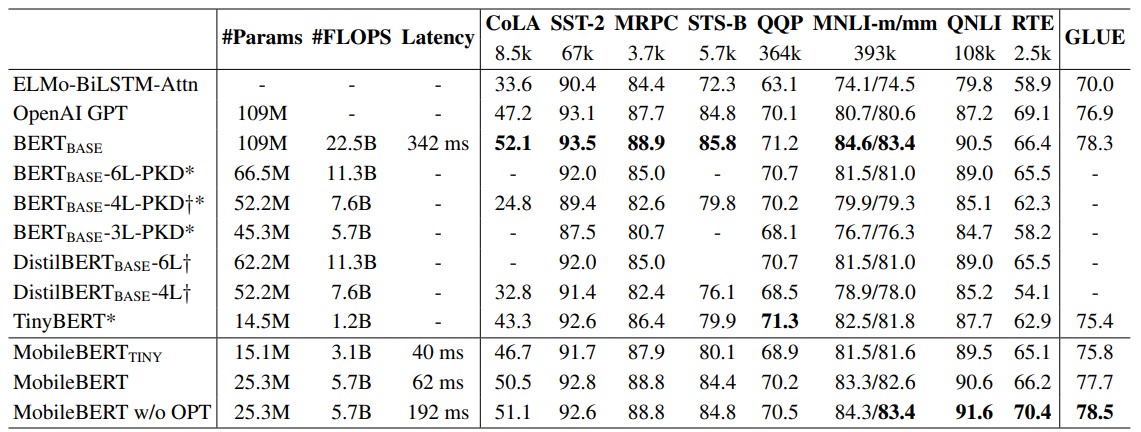 #Params #FLOPS Latency CoLA SST-2 MRPC STS-B QQP MNLI-m/mm QNLI RTE GLUE
8.5k 67k 3.7k 5.7k 364k 393k 108k 2.5k
ELMo-BiLSTM-Attn - - - 33.6 90.4 84.4 72.3 63.1 74.1/74.5 79.8 58.9 70.0
OpenAI GPT 109M - - 47.2 93.1 87.7 84.8 70.1 80.7/80.6 87.2 69.1 76.9
BERTBASE 109M 22.5B 342 ms 52.1 93.5 88.9 85.8 71.2 84.6/83.4 90.5 66.4 78.3
BERTBASE-6L-PKD* 66.5M 11.3B - - 92.0 85.0 - 70.7 81.5/81.0 89.0 65.5 -
BERTBASE-4L-PKD†* 52.2M 7.6B - 24.8 89.4 82.6 79.8 70.2 79.9/79.3 85.1 62.3 -
BERTBASE-3L-PKD* 45.3M 5.7B - - 87.5 80.7 - 68.1 76.7/76.3 84.7 58.2 -
DistilBERTBASE-6L† 62.2M 11.3B - - 92.0 85.0 70.7 81.5/81.0 89.0 65.5 -
DistilBERTBASE-4L† 52.2M 7.6B - 32.8 91.4 82.4 76.1 68.5 78.9/78.0 85.2 54.1 -
TinyBERT* 14.5M 1.2B - 43.3 92.6 86.4 79.9 71.3 82.5/81.8 87.7 62.9 75.4
MobileBERTTINY 15.1M 3.1B 40 ms 46.7 91.7 87.9 80.1 68.9 81.5/81.6 89.5 65.1 75.8
MobileBERT 25.3M 5.7B 62 ms 50.5 92.8 88.8 84.4 70.2 83.3/82.6 90.6 66.2 77.7
MobileBERT w/o OPT 25.3M 5.7B 192 ms 51.1 92.6 88.8 84.8 70.5 84.3/83.4 91.6 70.4 78.5